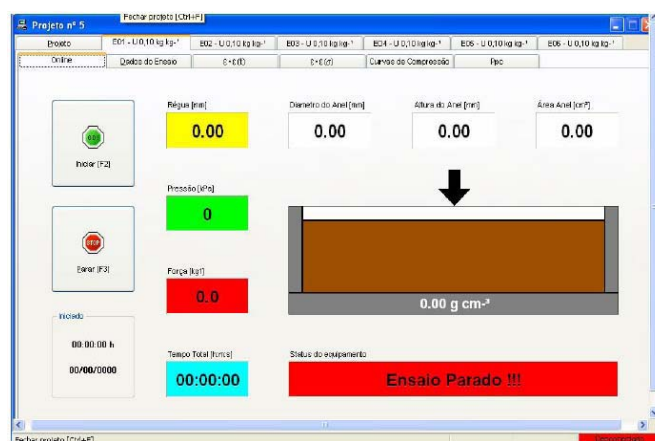 Projeto nº 5
Fechar projeto [Ctrl+F]
Projeto
E01 - U 0,10 kg kg-¹
E02 - U 0,10 kg kg-¹
E03 - U 0,10 kg kg-¹
E04 - U 0,10 kg kg-¹
E05 - U 0,10 kg kg-¹
E06 - U 0,10 kg kg-¹
Online
Dados do Ensaio
Curvas de Compressão
Ppc
Régua [mm]
Diametro do Anel [mm]
Altura do Anel [mm]
Área Anel [cm²]
0.00
0.00
0.00
0.00
GO
Iniciar [F2]
Pressão [kPa]
0
STOP
Parar [F3]
Força [kgf]
0.0
0.00 g cm-³
Iniciado
00:00:00 h
00/00/0000
Tempo Total [horas]
Status do equipamento
00:00:00
Ensaio Parado !!!
Fechar projeto [Ctrl+F]